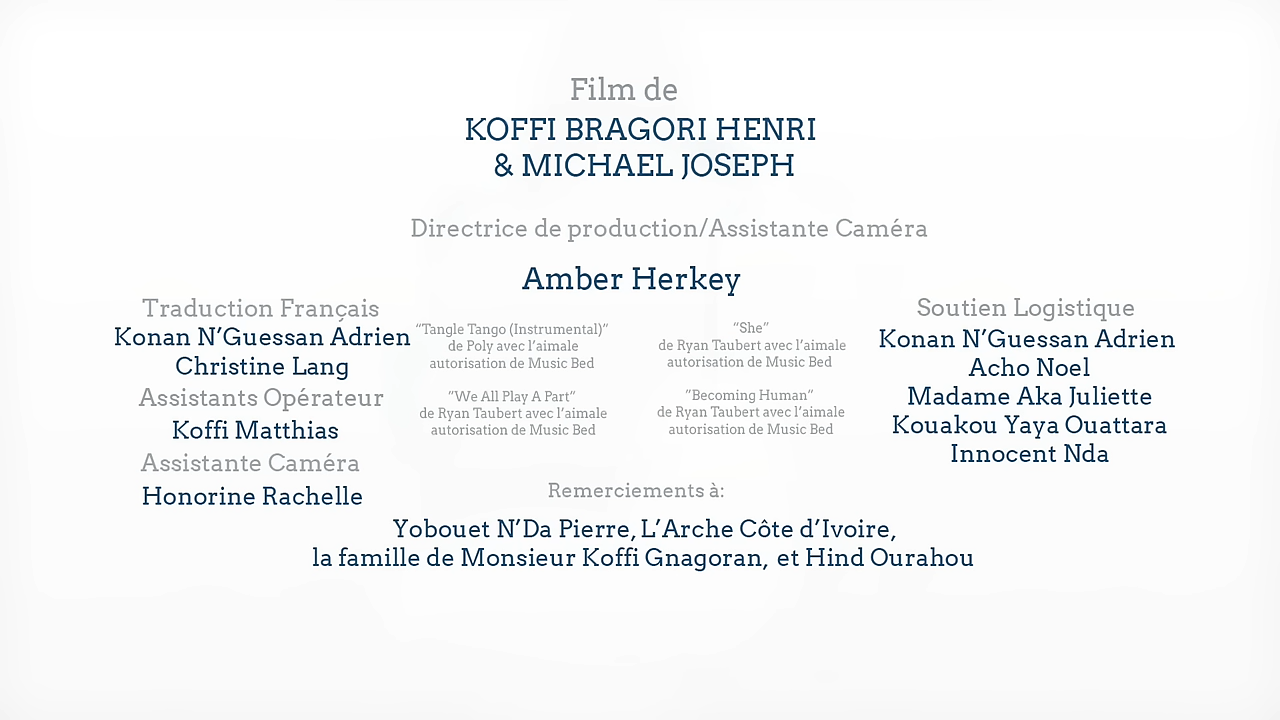 Film de
KOFFI BRAGORI HENRI
& MICHAEL JOSEPH
Directrice de production/Assistante Caméra
Amber Herkey
Traduction Français
Konan N’Guessan Adrien
Christine Lang
Assistants Opérateur
Koffi Matthias
Assistante Caméra
Honorine Rachelle
“Tangle Tango (Instrumental)”
de Poly avec l’aimale
autorisation de Music Bed
“We All Play A Part”
de Ryan Taubert avec l’aimale
autorisation de Music Bed
“She”
de Ryan Taubert avec l’aimale
autorisation de Music Bed
“Becoming Human”
de Ryan Taubert avec l’aimale
autorisation de Music Bed
Soutien Logistique
Konan N’Guessan Adrien
Acho Noel
Madame Aka Juliette
Kouakou Yaya Ouattara
Innocent Nda
Remerciements à:
Yobouet N’Da Pierre, L’Arche Côte d’Ivoire,
la famille de Monsieur Koffi Gnagoran, et Hind Ourahou